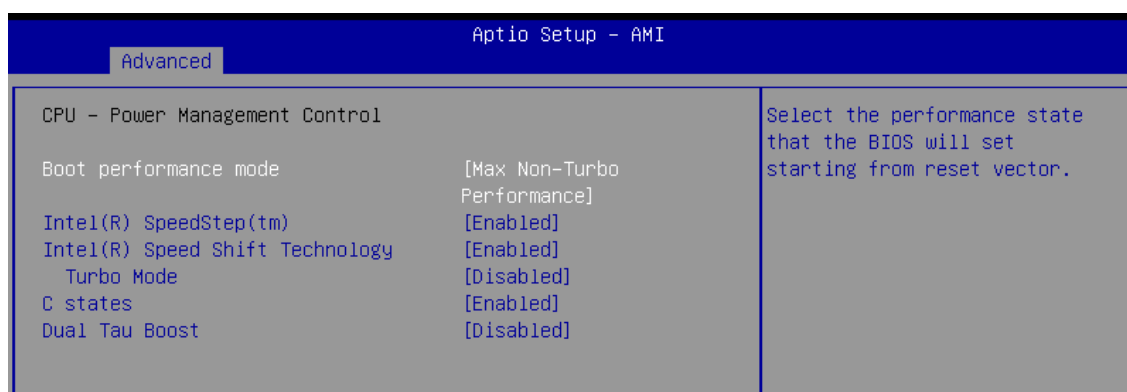 Aptio Setup – AMI
Advanced
CPU – Power Management Control
Boot performance mode [Max Non-Turbo
Performance]
Intel(R) SpeedStep(tm) [Enabled]
Intel(R) Speed Shift Technology [Enabled]
Turbo Mode [Disabled]
C states [Enabled]
Dual Tau Boost [Disabled]
Select the performance state
that the BIOS will set
starting from reset vector.